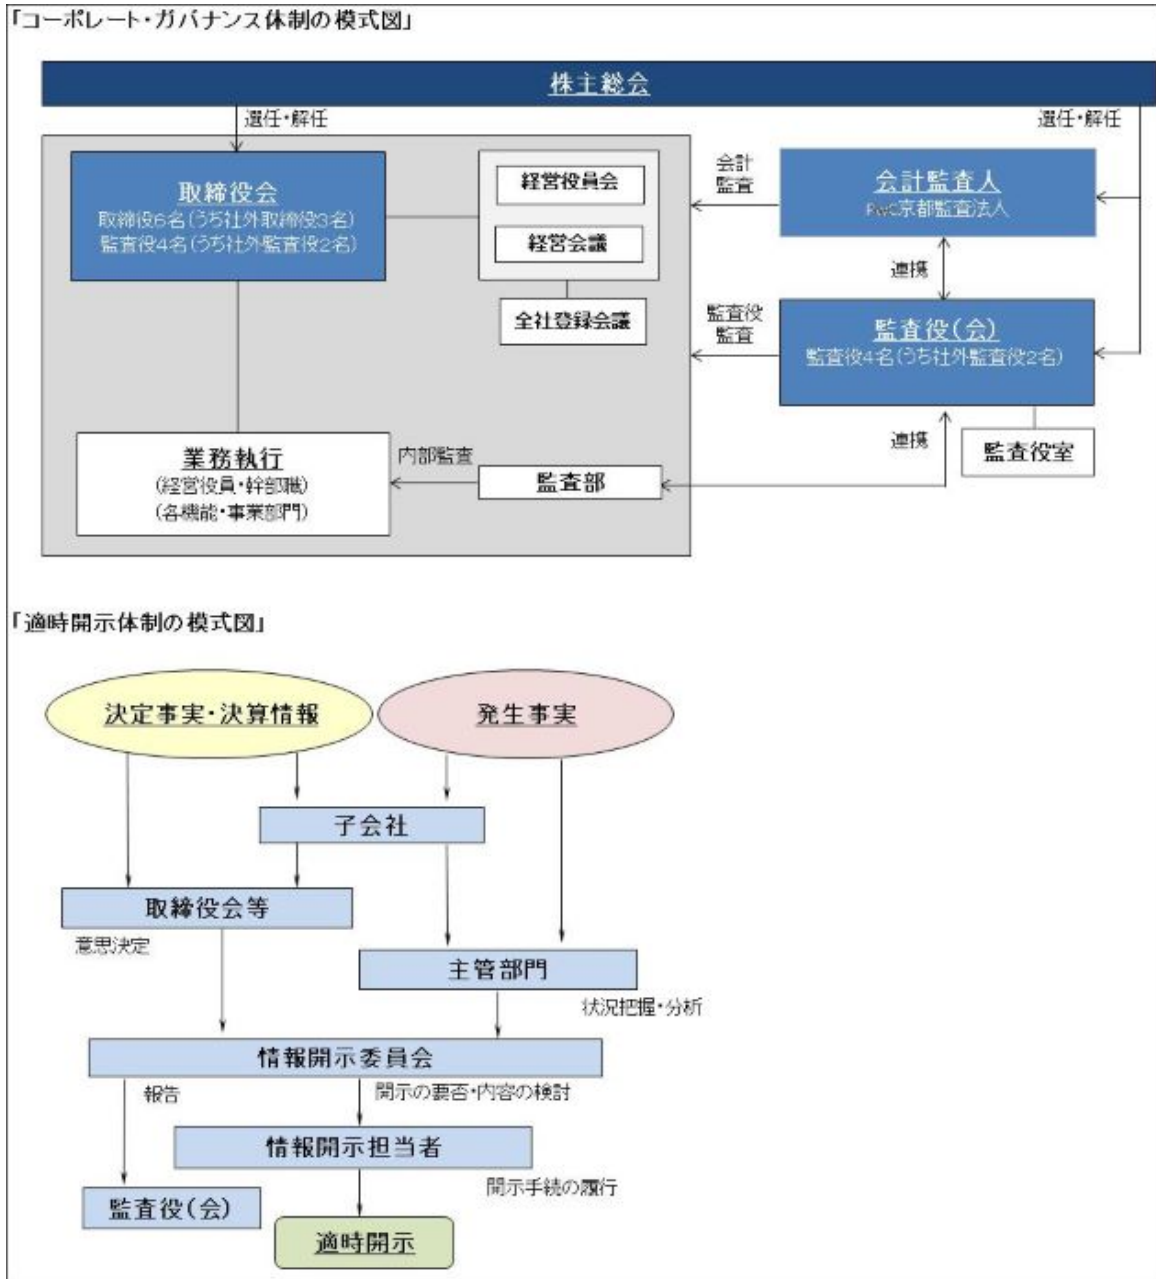 「コーポレート・ガバナンス体制の模式図」
株主総会
選任・解任
選任・解任
取締役会
取締役6名(うち社外取締役3名)
監査役4名(うち社外監査役2名)
経営役員会
経営会議
全社登録会議
会計
監査
会計監査人
PwC京都監査法人
連携
監査役
監査
監査役(会)
監査役4名(うち社外監査役2名)
連携
監査役室
業務執行
(経営役員・幹部職)
(各機能・事業部門)
内部監査
監査部
「適時開示体制の模式図」
決定事実・決算情報
発生事実
子会社
取締役会等
意思決定
主管部門
状況把握・分析
情報開示委員会
報告
開示の要否・内容の検討
情報開示担当者
開示手続の履行
監査役(会)
適時開示